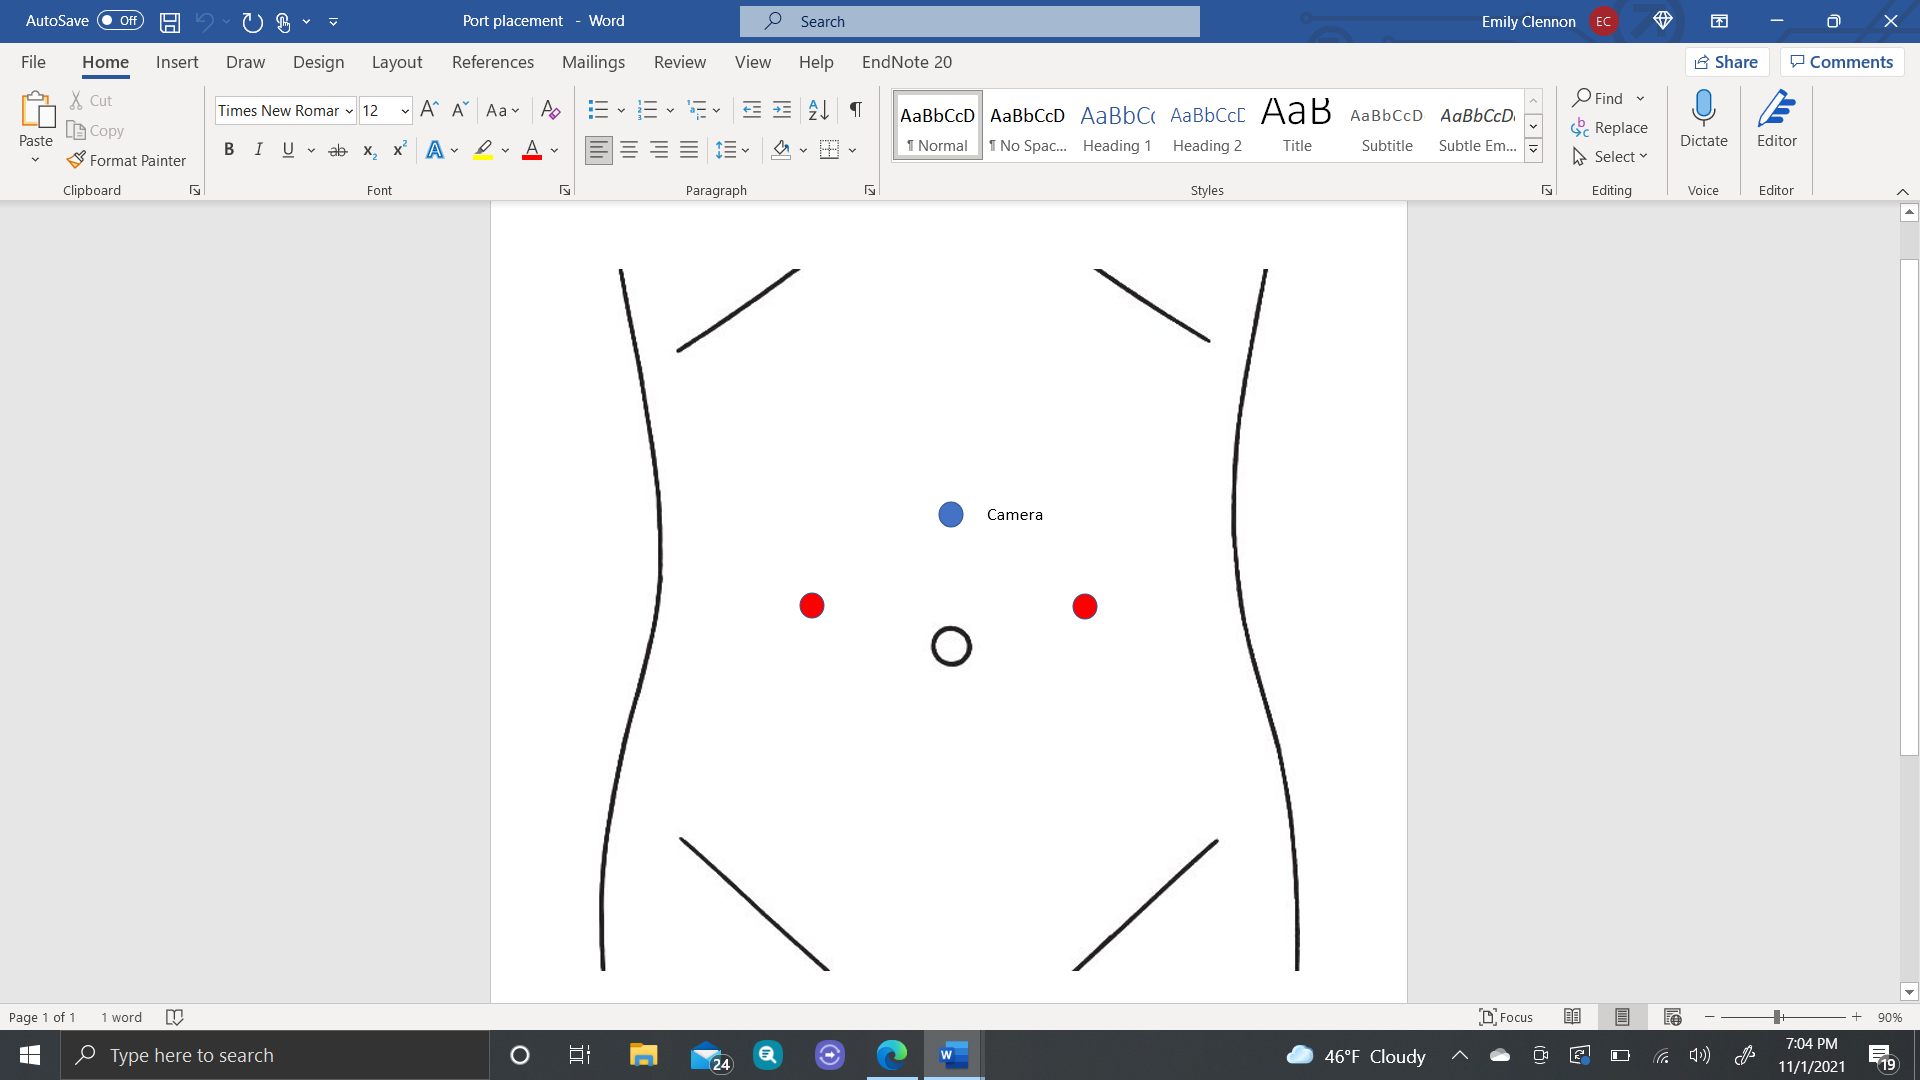 AutoSave Off Port placement - Word Search Emily Clennon EC
File Home Insert Draw Design Layout References Mailings Review View Help EndNote 20 Share Comments
Paste
Cut
Copy
Format Painter
Clipboard
Times New Roman 12
Font
Paragraph
AaBbCcD AaBbCcD AaBbCc AaBbCcD AaB AaBbCcD AaBbCcD
¶ Normal ¶ No Spac... Heading 1 Heading 2 Title Subtitle Subtle Em...
Styles
Find
Replace
Select
Editing
Dictate
Voice
Editor
Editor
Camera
Page 1 of 1 1 word Focus 90%
Type here to search 24 46°F Cloudy 7:04 PM
11/1/2021 19